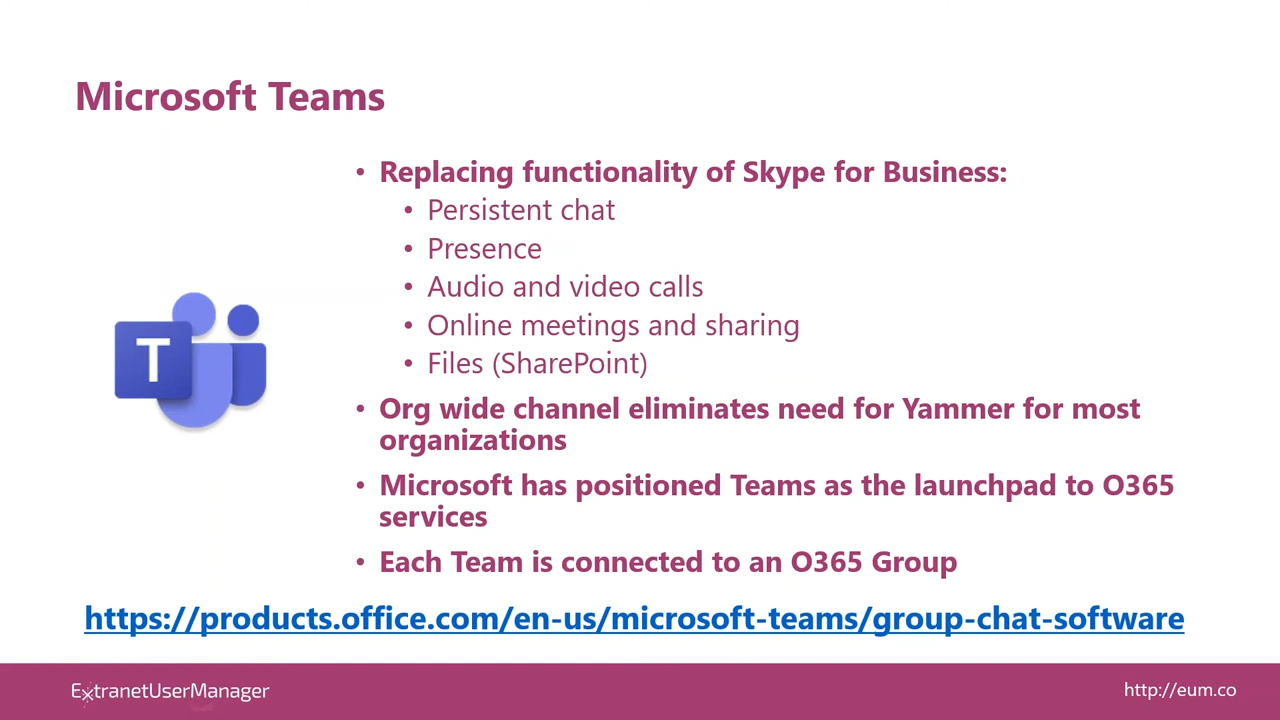 Microsoft Teams
• Replacing functionality of Skype for Business:
• Persistent chat
• Presence
• Audio and video calls
• Online meetings and sharing
• Files (SharePoint)
• Org wide channel eliminates need for Yammer for most
organizations
• Microsoft has positioned Teams as the launchpad to O365
services
• Each Team is connected to an O365 Group
T
https://products.office.com/en-us/microsoft-teams/group-chat-software
ExtranetUserManager
http://eum.co